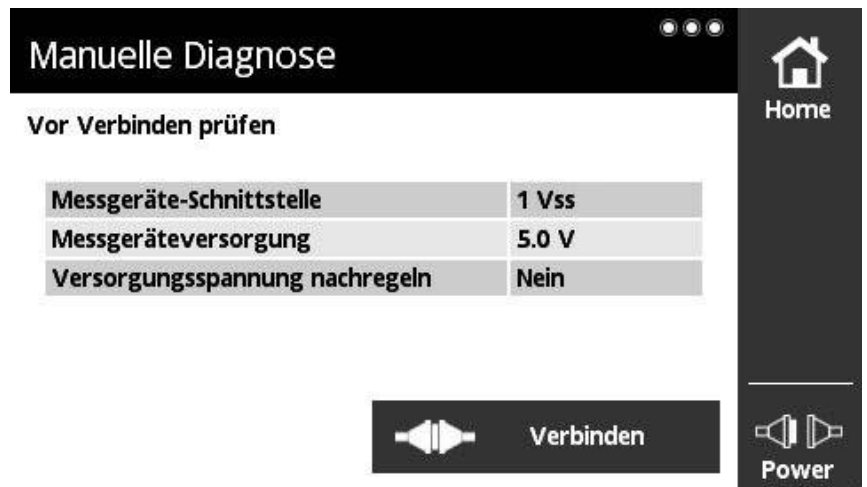 Manuelle Diagnose
Home
Vor Verbinden prüfen
Messgeräte-Schnittstelle 1 Vss
Messgeräteversorgung 5.0 V
Versorgungsspannung nachregeln Nein
Verbinden
Power